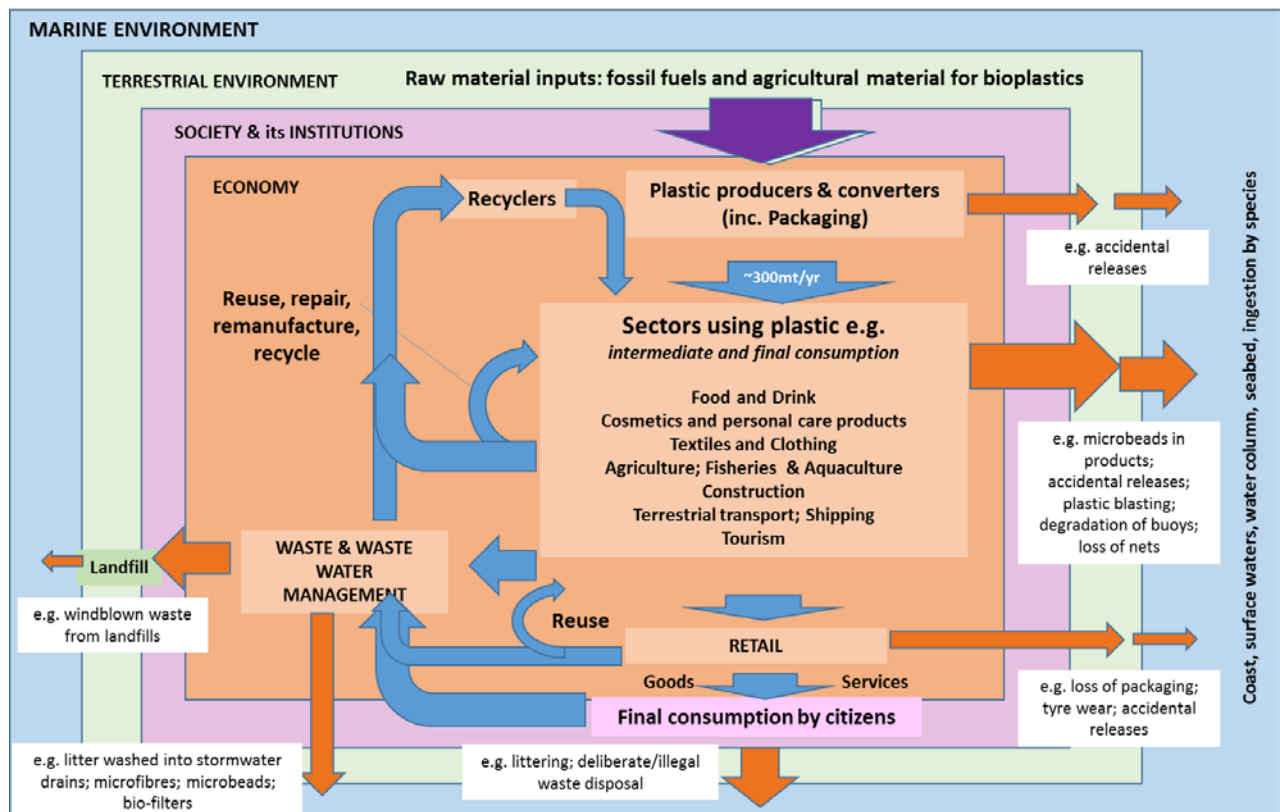 MARINE ENVIRONMENT
TERRESTRIAL ENVIRONMENT
Raw material inputs: fossil fuels and agricultural material for bioplastics
SOCIETY & its INSTITUTIONS
ECONOMY
Recyclers
Plastic producers & converters
(inc. Packaging)
e.g. accidental
releases
~300mt/yr
Reuse, repair,
remanufacture,
recycle
Sectors using plastic e.g.
intermediate and final consumption
Food and Drink
Cosmetics and personal care products
Textiles and Clothing
Agriculture; Fisheries & Aquaculture
Construction
Terrestrial transport; Shipping
Tourism
e.g. microbeads in
products;
accidental releases;
plastic blasting;
degradation of buoys;
loss of nets
Coast, surface waters, water column, seabed, ingestion by species
WASTE & WASTE
WATER
MANAGEMENT
Landfill
e.g. windblown waste
from landfills
Reuse
RETAIL
Goods
Services
e.g. loss of packaging;
tyre wear; accidental
releases
Final consumption by citizens
e.g. litter washed into stormwater
drains; microfibres; microbeads;
bio-filters
e.g. littering; deliberate/illegal
waste disposal